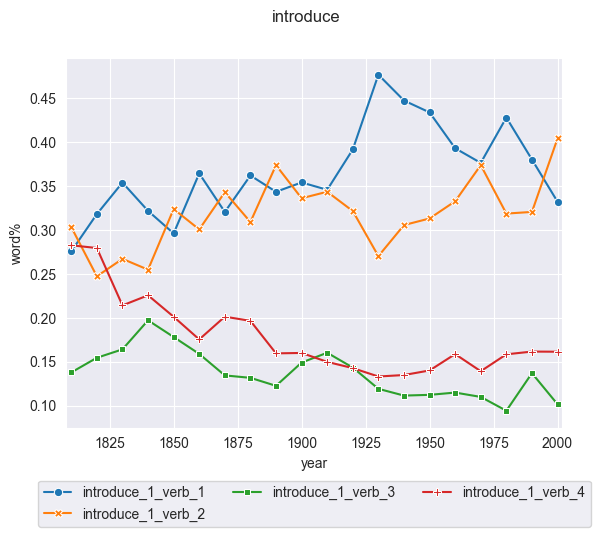 introduce
0.45
0.40
0.35
0.30
0.25
0.20
0.15
0.10
word%
1825 1850 1875 1900 1925 1950 1975 2000
year
introduce_1_verb_1 introduce_1_verb_3 introduce_1_verb_4
introduce_1_verb_2